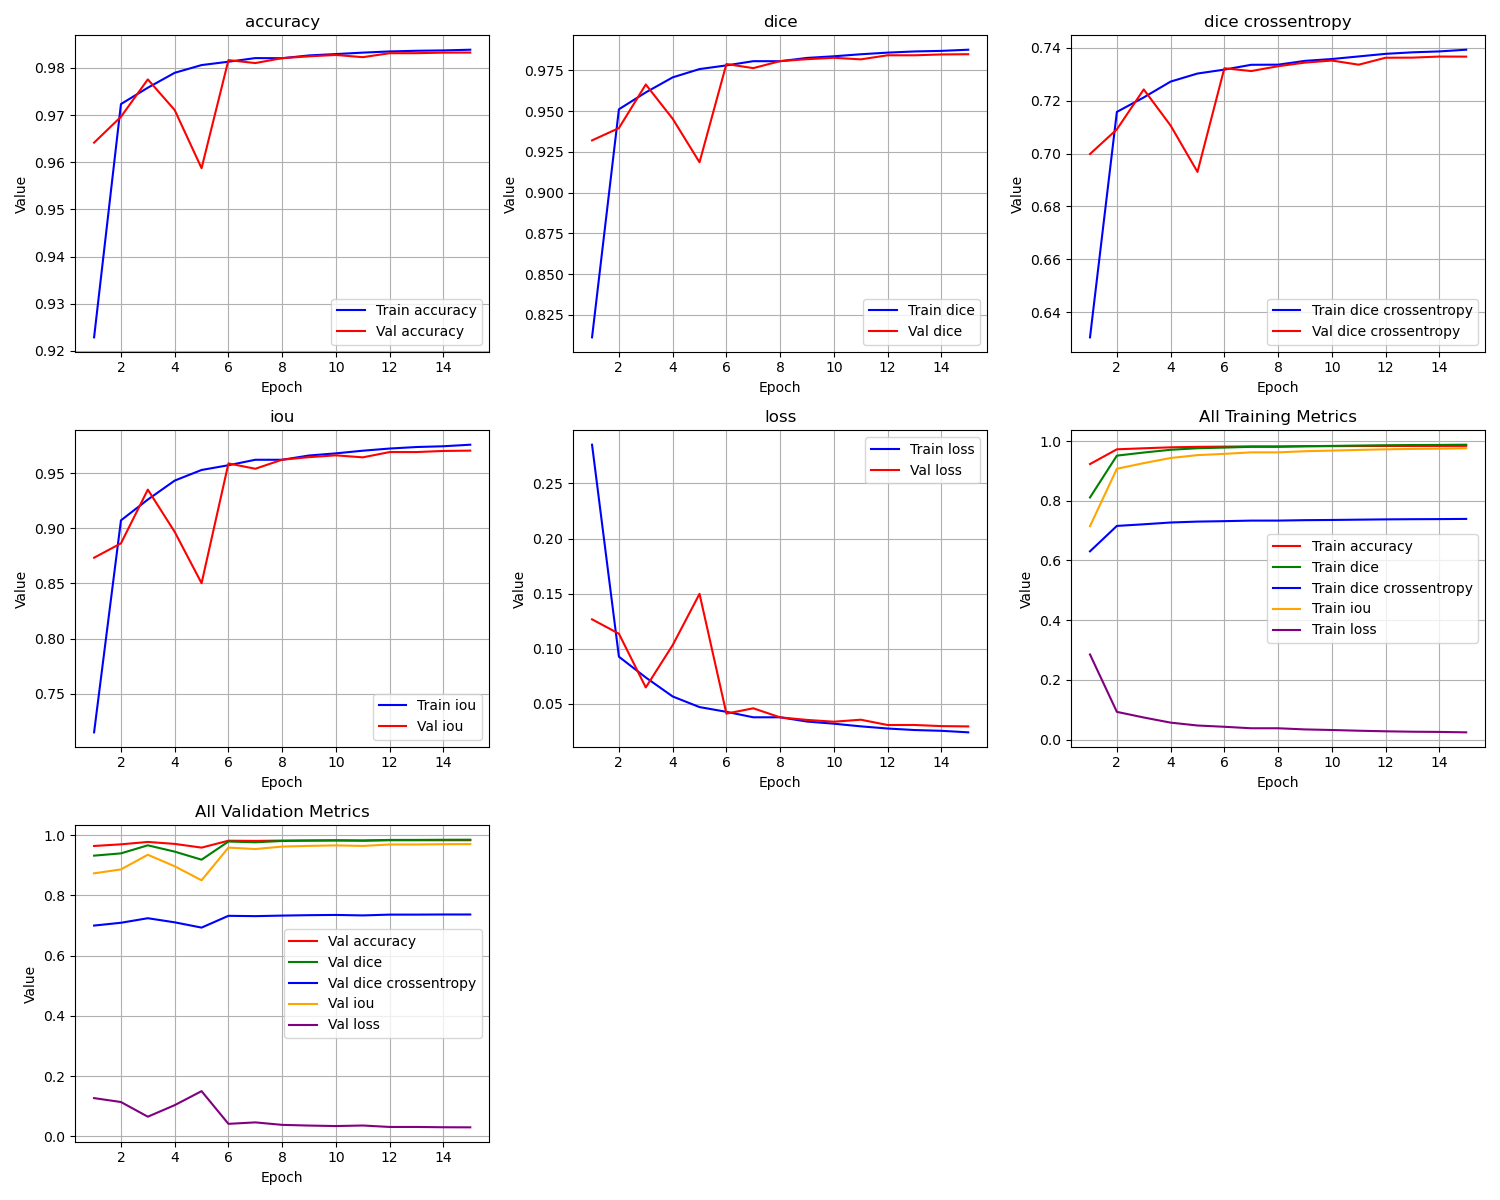 accuracy
Value
0.98
0.97
0.96
0.95
0.94
0.93
0.92
Train accuracy
Val accuracy
2 4 6 8 10 12 14
Epoch
dice
Value
0.975
0.950
0.925
0.900
0.875
0.850
0.825
Train dice
Val dice
2 4 6 8 10 12 14
Epoch
dice crossentropy
Value
0.74
0.72
0.70
0.68
0.66
0.64
Train dice crossentropy
Val dice crossentropy
2 4 6 8 10 12 14
Epoch
iou
Value
0.95
0.90
0.85
0.80
0.75
Train iou
Val iou
2 4 6 8 10 12 14
Epoch
loss
Value
0.25
0.20
0.15
0.10
0.05
Train loss
Val loss
2 4 6 8 10 12 14
Epoch
All Training Metrics
Value
1.0
0.8
0.6
0.4
0.2
0.0
Train accuracy
Train dice
Train dice crossentropy
Train iou
Train loss
2 4 6 8 10 12 14
Epoch
All Validation Metrics
Value
1.0
0.8
0.6
0.4
0.2
0.0
Val accuracy
Val dice
Val dice crossentropy
Val iou
Val loss
2 4 6 8 10 12 14
Epoch